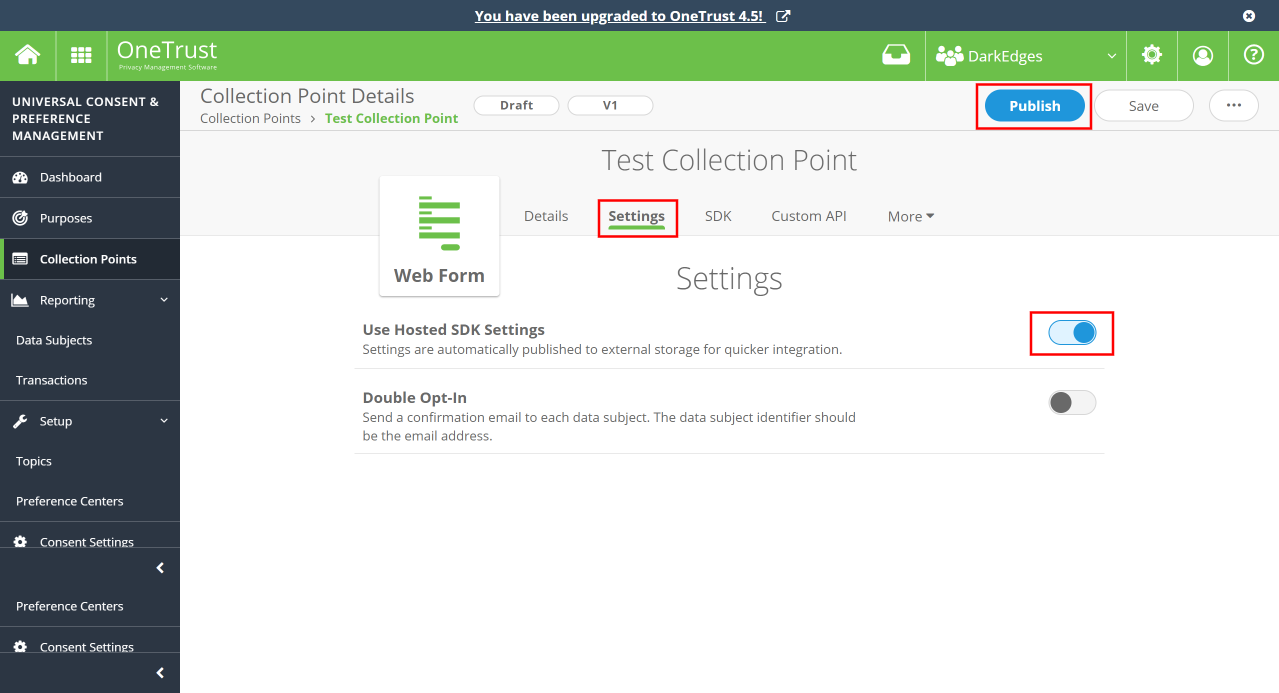 You have been upgraded to OneTrust 4.5!
OneTrust
Privacy Management Software
DarkEdges
UNIVERSAL CONSENT &
PREFERENCE
MANAGEMENT
Dashboard
Purposes
Collection Points
Reporting
Data Subjects
Transactions
Setup
Topics
Preference Centers
Consent Settings
Preference Centers
Consent Settings
Collection Point Details
Draft
V1
Publish
Save
Collection Points > Test Collection Point
Test Collection Point
Web Form
Details
Settings
SDK
Custom API
More
Settings
Use Hosted SDK Settings
Settings are automatically published to external storage for quicker integration.
Double Opt-In
Send a confirmation email to each data subject. The data subject identifier should
be the email address.